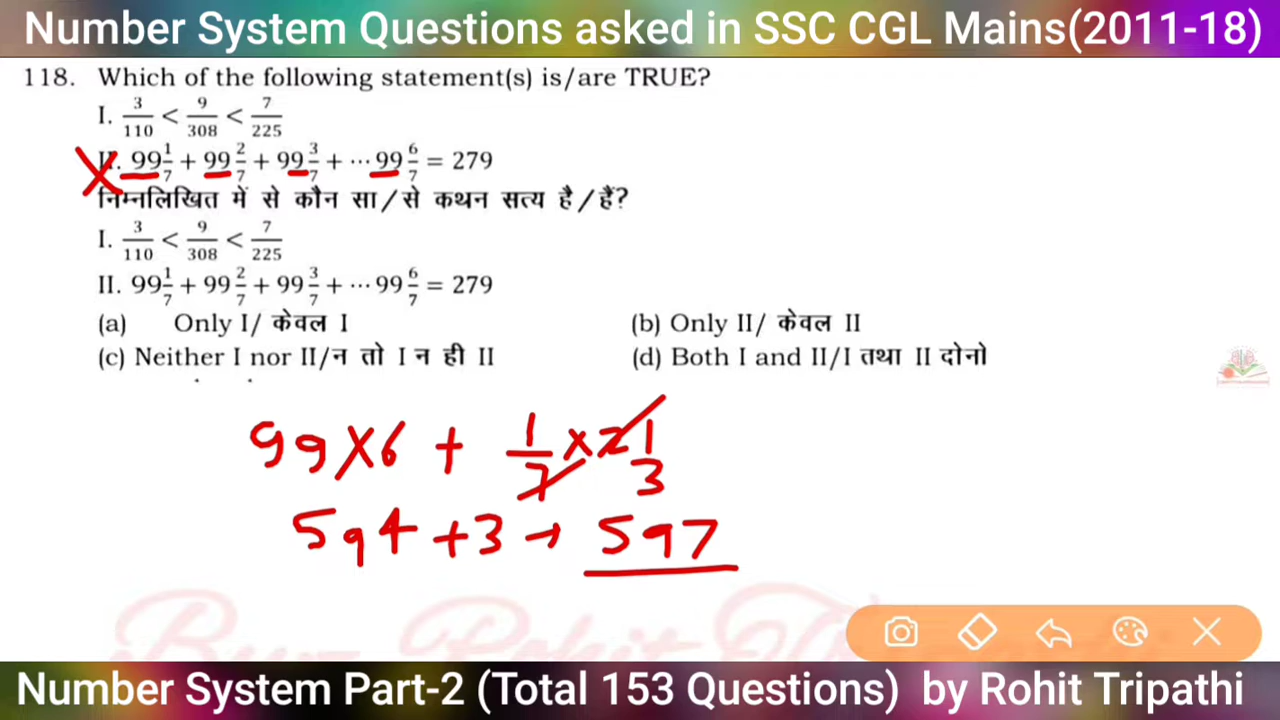 Number System Questions asked in SSC CGL Mains(2011-18)
118. Which of the following statement(s) is/are TRUE?
I. 3/110 < 9/308 < 7/225
II. 99 1/7 + 99 2/7 + 99 3/7 + ⋯ 99 6/7 = 279
निम्नलिखित में से कौन सा/से कथन सत्य है/हैं?
I. 3/110 < 9/308 < 7/225
II. 99 1/7 + 99 2/7 + 99 3/7 + ⋯ 99 6/7 = 279
(a) Only I/ केवल I (b) Only II/ केवल II
(c) Neither I nor II/न तो I न ही II (d) Both I and II/I तथा II दोनो
99 X 6 + 1/7 x 21 3
594 + 3 → 597
Number System Part-2 (Total 153 Questions) by Rohit Tripathi